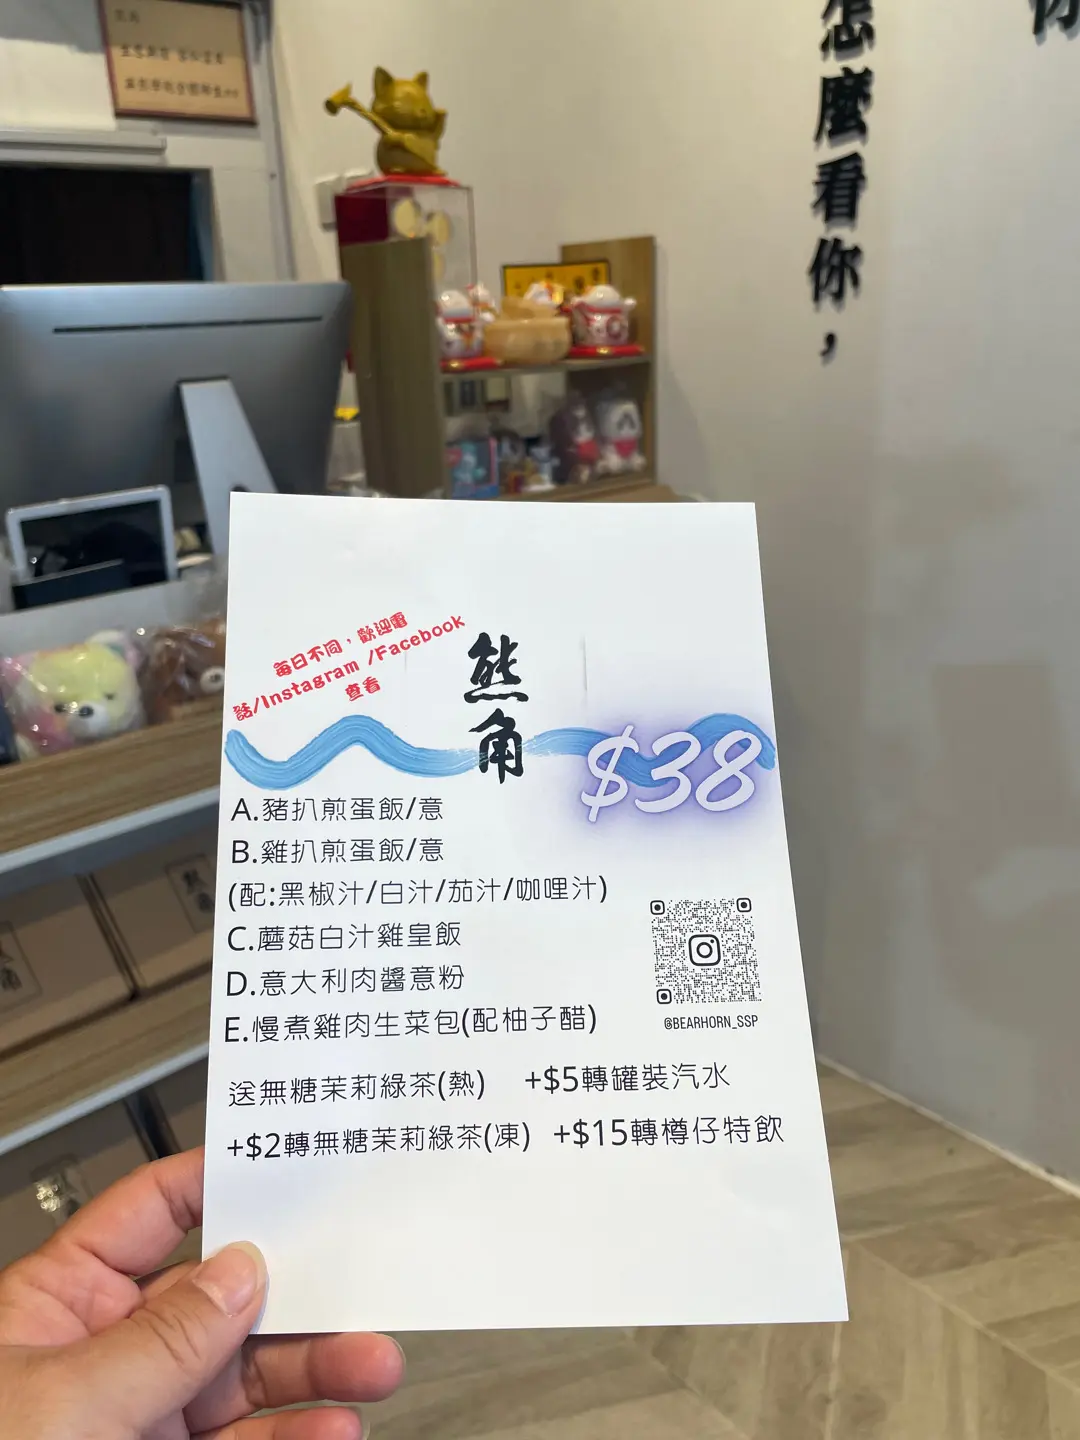 怎麼看你，
你
每日不同，歡迎電
話/Instagram /Facebook
查看
熊角
$38
A.豬扒煎蛋飯/意
B.雞扒煎蛋飯/意
(配:黑椒汁/白汁/茄汁/咖哩汁)
C.蘑菇白汁雞皇飯
D.意大利肉醬意粉
E.慢煮雞肉生菜包(配柚子醋)
@BEARHORN_SSP
送無糖茉莉綠茶(熱) +$5轉罐裝汽水
+$2轉無糖茉莉綠茶(凍) +$15轉樽仔特飲